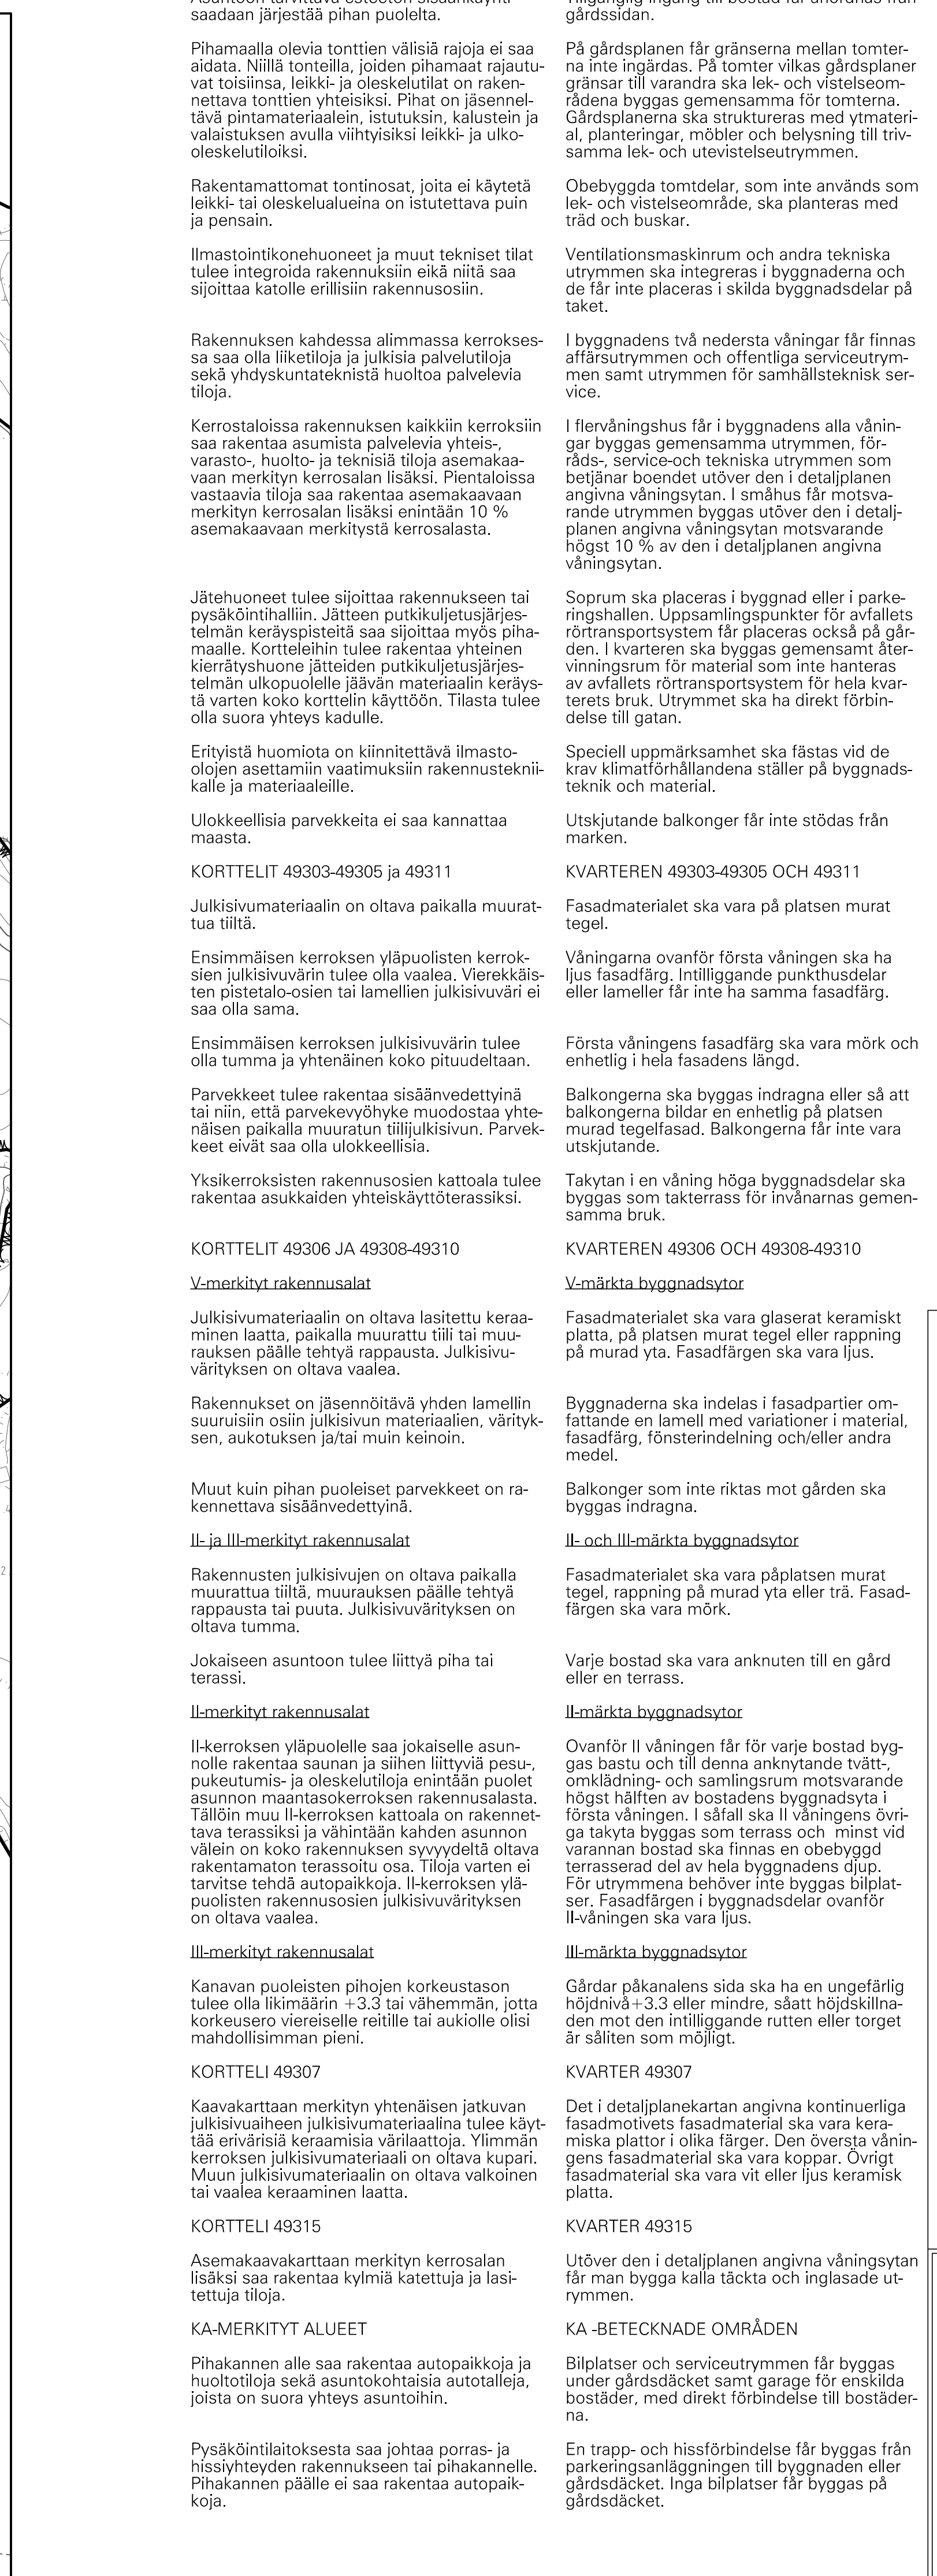 saadaan järjestää pihan puolelta.
Pihamaalla olevia tonttien välisiä rajoja ei saa
aidata. Niillä tonteilla, joiden pihamaat rajautu-
vat toisiinsa, leikki- ja oleskelutilat on raken-
nettava tonttien yhteisiksi. Pihat on jäsennel-
tävä pintamateriaalein, istutuksin, kalustein ja
valaistuksen avulla viihtyisiksi leikki- ja ulko-
oleskelutiloiksi.
Rakentamattomat tontinosat, joita ei käytetä
leikki- tai oleskelualueina on istutettava puin
ja pensain.
Ilmastointikonehuoneet ja muut tekniset tilat
tulee integroida rakennuksiin eikä niitä saa
sijoittaa katolle erillisiin rakennusosiin.
Rakennuksen kahdessa alimmassa kerrokses-
sa saa olla liiketiloja ja julkisia palvelutiloja
sekä yhdyskuntateknistä huoltoa palvelevia
tiloja.
Kerrostaloissa rakennuksen kaikkiin kerroksiin
saa rakentaa asumista palvelevia yhteis-,
varasto-, huolto- ja teknisiä tiloja asemakaa-
vaan merkityn kerrosalan lisäksi. Pientaloissa
vastaavia tiloja saa rakentaa asemakaavaan
merkityn kerrosalan lisäksi enintään 10 %
asemakaavaan merkitystä kerrosalasta.
Jätehuoneet tulee sijoittaa rakennukseen tai
pysäköintihalliin. Jätteen putkikuljetusjärjes-
telmän keräyspisteitä saa sijoittaa myös piha-
maalle. Kortteleihin tulee rakentaa yhteinen
kierrätyshuone jätteiden putkikuljetusjärjes-
telmän ulkopuolelle jäävän materiaalin keräys-
tä varten koko korttelin käyttöön. Tilasta tulee
olla suora yhteys kadulle.
Erityistä huomiota on kiinnitettävä ilmasto-
olojen asettamiin vaatimuksiin rakennusteknii-
kalle ja materiaaleille.
Ulokkeellisia parvekkeita ei saa kannattaa
maasta.
KORTTELIT 49303-49305 ja 49311
Julkisivumateriaalin on oltava paikalla muurat-
tua tiiltä.
Ensimmäisen kerroksen yläpuolisten kerrok-
sien julkisivuvärin tulee olla vaalea. Vierekkäis-
ten pistetalo-osien tai lamellien julkisivuväri ei
saa olla sama.
Ensimmäisen kerroksen julkisivuvärin tulee
olla tumma ja yhtenäinen koko pituudeltaan.
Parvekkeet tulee rakentaa sisäänvedettyinä
tai niin, että parvekevyöhyke muodostaa yhte-
näisen paikalla muuratun tiilijulkisivun. Parvek-
keet eivät saa olla ulokkeellisia.
Yksikerroksisten rakennusosien kattoala tulee
rakentaa asukkaiden yhteiskäyttöterassiksi.
KORTTELIT 49306 JA 49308-49310
V-merkityt rakennusalat
Julkisivumateriaalin on oltava lasitettu keraa-
minen laatta, paikalla muurattu tiili tai muu-
rauksen päälle tehtyä rappausta. Julkisivu-
värityksen on oltava vaalea.
Rakennukset on jäsennöitävä yhden lamellin
suuruisiin osiin julkisivun materiaalien, värityk-
sen, aukotuksen ja/tai muin keinoin.
Muut kuin pihan puoleiset parvekkeet on ra-
kennettava sisäänvedettyinä.
II- ja III-merkityt rakennusalat
Rakennusten julkisivujen on oltava paikalla
muurattua tiiltä, muurauksen päälle tehtyä
rappausta tai puuta. Julkisivuvärityksen on
oltava tumma.
Jokaiseen asuntoon tulee liittyä piha tai
terassi.
II-merkityt rakennusalat
II-kerroksen yläpuolelle saa jokaiselle asun-
nolle rakentaa saunan ja siihen liittyviä pesu-,
pukeutumis- ja oleskelutiloja enintään puolet
asunnon maantasokerroksen rakennusalasta.
Tällöin muu II-kerroksen kattoala on rakennet-
tava terassiksi ja vähintään kahden asunnon
välein on koko rakennuksen syvyydeltä oltava
rakentamaton terassoitu osa. Tiloja varten ei
tarvitse tehdä autopaikkoja. II-kerroksen ylä-
puolisten rakennusosien julkisivuvärityksen
on oltava vaalea.
III-merkityt rakennusalat
Kanavan puoleisten pihojen korkeustason
tulee olla likimäärin +3.3 tai vähemmän, jotta
korkeusero viereiselle reitille tai aukiolle olisi
mahdollisimman pieni.
KORTTELI 49307
Kaavakarttaan merkityn yhtenäisen jatkuvan
julkisivuaiheen julkisivumateriaalina tulee käyt-
tää erivärisiä keraamisia värilaattoja. Ylimmän
kerroksen julkisivumateriaali on oltava kupari.
Muun julkisivumateriaalin on oltava valkoinen
tai vaalea keraaminen laatta.
KORTTELI 49315
Asemakaavakarttaan merkityn kerrosalan
lisäksi saa rakentaa kylmiä katettuja ja lasi-
tettuja tiloja.
KA-MERKITYT ALUEET
Pihakannen alle saa rakentaa autopaikkoja ja
huoltotiloja sekä asuntokohtaisia autotalleja,
joista on suora yhteys asuntoihin.
Pysäköintilaitoksesta saa johtaa porras- ja
hissiyhteyden rakennukseen tai pihakannelle.
Pihakannen päälle ei saa rakentaa autopaik-
koja.
gårdssidan.
På gårdsplanen får gränserna mellan tomter-
na inte ingärdas. På tomter vilkas gårdsplaner
gränsar till varandra ska lek- och vistelseom-
rådena byggas gemensamma för tomterna.
Gårdsplanerna ska struktureras med ytmateri-
al, planteringar, möbler och belysning till triv-
samma lek- och utevistelseutrymmen.
Obebyggda tomtdelar, som inte används som
lek- och vistelseområde, ska planteras med
träd och buskar.
Ventilationsmaskinrum och andra tekniska
utrymmen ska integreras i byggnaderna och
de får inte placeras i skilda byggnadsdelar på
taket.
I byggnadens två nedersta våningar får finnas
affärsutrymmen och offentliga serviceutrym-
men samt utrymmen för samhällsteknisk ser-
vice.
I flervåningshus får i byggnadens alla vånin-
gar byggas gemensamma utrymmen, för-
råds-, service-och tekniska utrymmen som
betjänar boendet utöver den i detaljplanen
angivna våningsytan. I småhus får motsva-
rande utrymmen byggas utöver den i detalj-
planen angivna våningsytan motsvarande
högst 10 % av den i detaljplanen angivna
våningsytan.
Soprum ska placeras i byggnad eller i parke-
ringshallen. Uppsamlingspunkter för avfallets
rörtransportsystem får placeras också på går-
den. I kvarteren ska byggas gemensamt åter-
vinningsrum för material som inte hanteras
av avfallets rörtransportsystem för hela kvar-
terets bruk. Utrymmet ska ha direkt förbin-
delse till gatan.
Speciell uppmärksamhet ska fästas vid de
krav klimatförhållandena ställer på byggnads-
teknik och material.
Utskjutande balkonger får inte stödas från
marken.
KVARTEREN 49303-49305 OCH 49311
Fasadmaterialet ska vara på platsen murat
tegel.
Våningarna ovanför första våningen ska ha
ljus fasadfärg. Intilliggande punkthusdelar
eller lameller får inte ha samma fasadfärg.
Första våningens fasadfärg ska vara mörk och
enhetlig i hela fasadens längd.
Balkongerna ska byggas indragna eller så att
balkongerna bildar en enhetlig på platsen
murad tegelfasad. Balkongerna får inte vara
utskjutande.
Takytan i en våning höga byggnadsdelar ska
byggas som takterrass för invånarnas gemen-
samma bruk.
KVARTEREN 49306 OCH 49308-49310
V-märkta byggnadsytor
Fasadmaterialet ska vara glaserat keramiskt
platta, på platsen murat tegel eller rappning
på murad yta. Fasadfärgen ska vara ljus.
Byggnaderna ska indelas i fasadpartier om-
fattande en lamell med variationer i material,
fasadfärg, fönsterindelning och/eller andra
medel.
Balkonger som inte riktas mot gården ska
byggas indragna.
II- och III-märkta byggnadsytor
Fasadmaterialet ska vara påplatsen murat
tegel, rappning på murad yta eller trä. Fasad-
färgen ska vara mörk.
Varje bostad ska vara anknuten till en gård
eller en terrass.
II-märkta byggnadsytor
Ovanför II våningen får för varje bostad byg-
gas bastu och till denna anknytande tvätt-,
omklädning- och samlingsrum motsvarande
högst hälften av bostadens byggnadsyta i
första våningen. I såfall ska II våningens övri-
ga takyta byggas som terrass och  minst vid
varannan bostad ska finnas en obebyggd
terrasserad del av hela byggnadens djup.
För utrymmena behöver inte byggas bilplat-
ser. Fasadfärgen i byggnadsdelar ovanför
II-våningen ska vara ljus.
III-märkta byggnadsytor
Gårdar påkanalens sida ska ha en ungefärlig
höjdnivå+3.3 eller mindre, såatt höjdskillna-
den mot den intilliggande rutten eller torget
är såliten som möjligt.
KVARTER 49307
Det i detaljplanekartan angivna kontinuerliga
fasadmotivets fasadmaterial ska vara kera-
miska plattor i olika färger. Den översta vånin-
gens fasadmaterial ska vara koppar. Övrigt
fasadmaterial ska vara vit eller ljus keramisk
platta.
KVARTER 49315
Utöver den i detaljplanen angivna våningsytan
får man bygga kalla täckta och inglasade ut-
rymmen.
KA -BETECKNADE OMRÅDEN
Bilplatser och serviceutrymmen får byggas
under gårdsdäcket samt garage för enskilda
bostäder, med direkt förbindelse till bostäder-
na.
En trapp- och hissförbindelse får byggas från
parkeringsanläggningen till byggnaden eller
gårdsdäcket. Inga bilplatser får byggas på
gårdsdäcket.